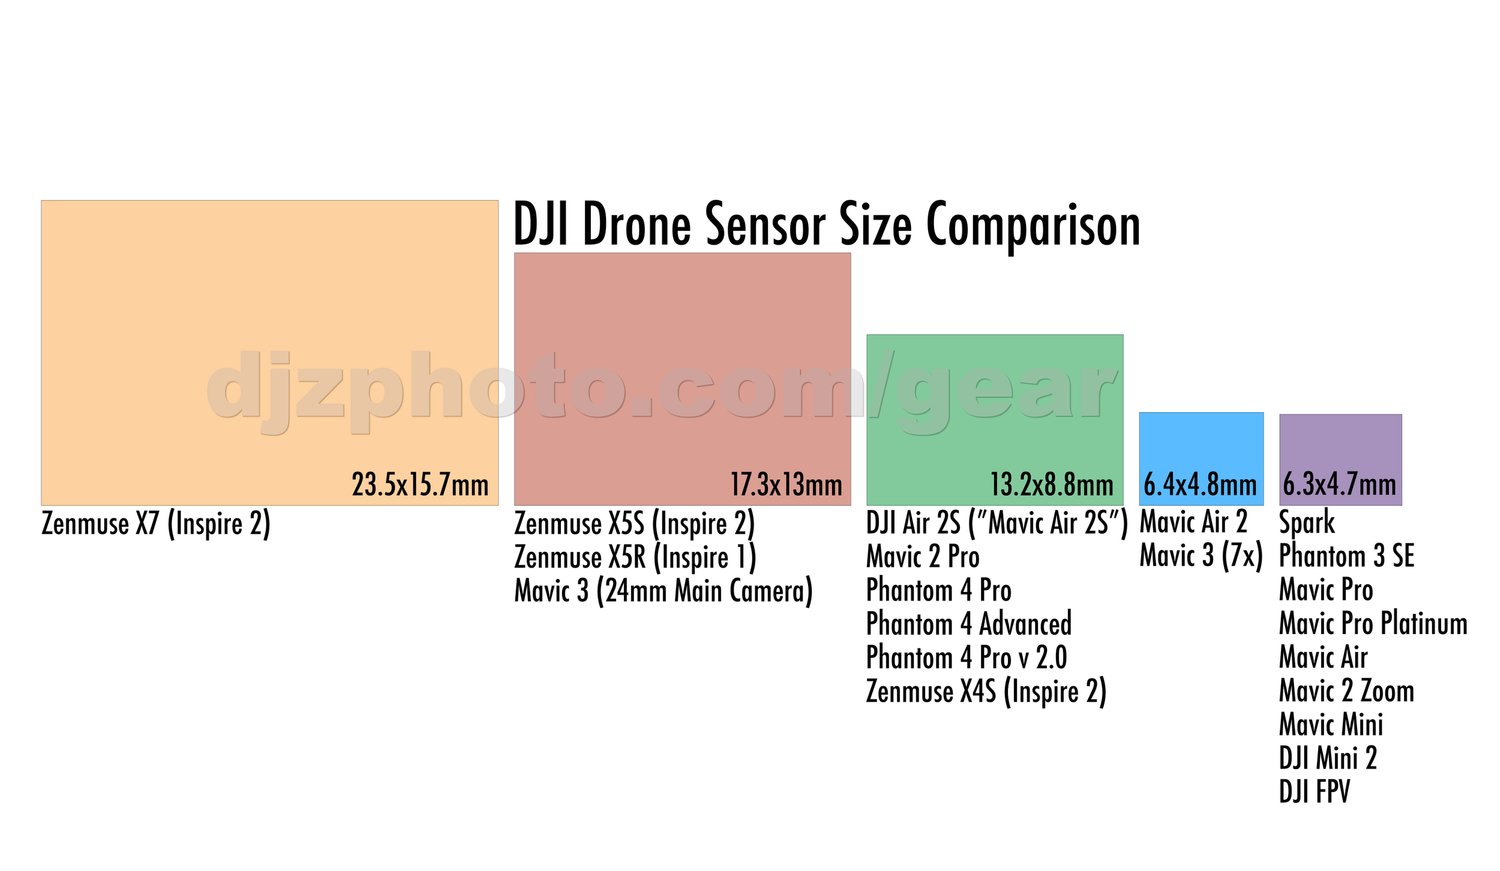 DJI Drone Sensor Size Comparison
djzphoto.com/gear
23.5x15.7mm
Zenmuse X7 (Inspire 2)
17.3x13mm
Zenmuse X5S (Inspire 2)
Zenmuse X5R (Inspire 1)
Mavic 3 (24mm Main Camera)
13.2x8.8mm
DJI Air 2S ("Mavic Air 2S")
Mavic 2 Pro
Phantom 4 Pro
Phantom 4 Advanced
Phantom 4 Pro v 2.0
Zenmuse X4S (Inspire 2)
6.4x4.8mm
Mavic Air 2
Mavic 3 (7x)
6.3x4.7mm
Spark
Phantom 3 SE
Mavic Pro
Mavic Pro Platinum
Mavic Air
Mavic 2 Zoom
Mavic Mini
DJI Mini 2
DJI FPV